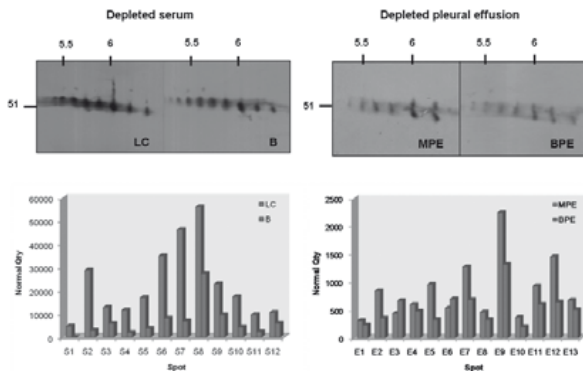 Depleted serum
5.5 6 5.5 6
51
LC B
Depleted pleural effusion
5.5 6 5.5 6
51
MPE BPE
60000
50000
40000
30000
20000
10000
0
Normal Qty
LC
B
S1 S2 S3 S4 S5 S6 S7 S8 S9 S10 S11 S12
Spot
2500
2000
1500
1000
500
0
Normal Qty
MPE
BPE
E1 E2 E3 E4 E5 E6 E7 E8 E9 E10 E11 E12 E13
Spot